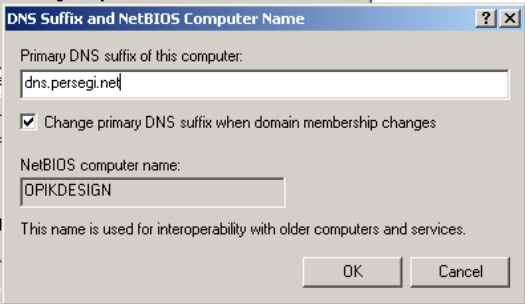 DNS Suffix and NetBIOS Computer Name
Primary DNS suffix of this computer:
dns.persegi.net
Change primary DNS suffix when domain membership changes
NetBIOS computer name:
OPIKDESIGN
This name is used for interoperability with older computers and services.
OK Cancel